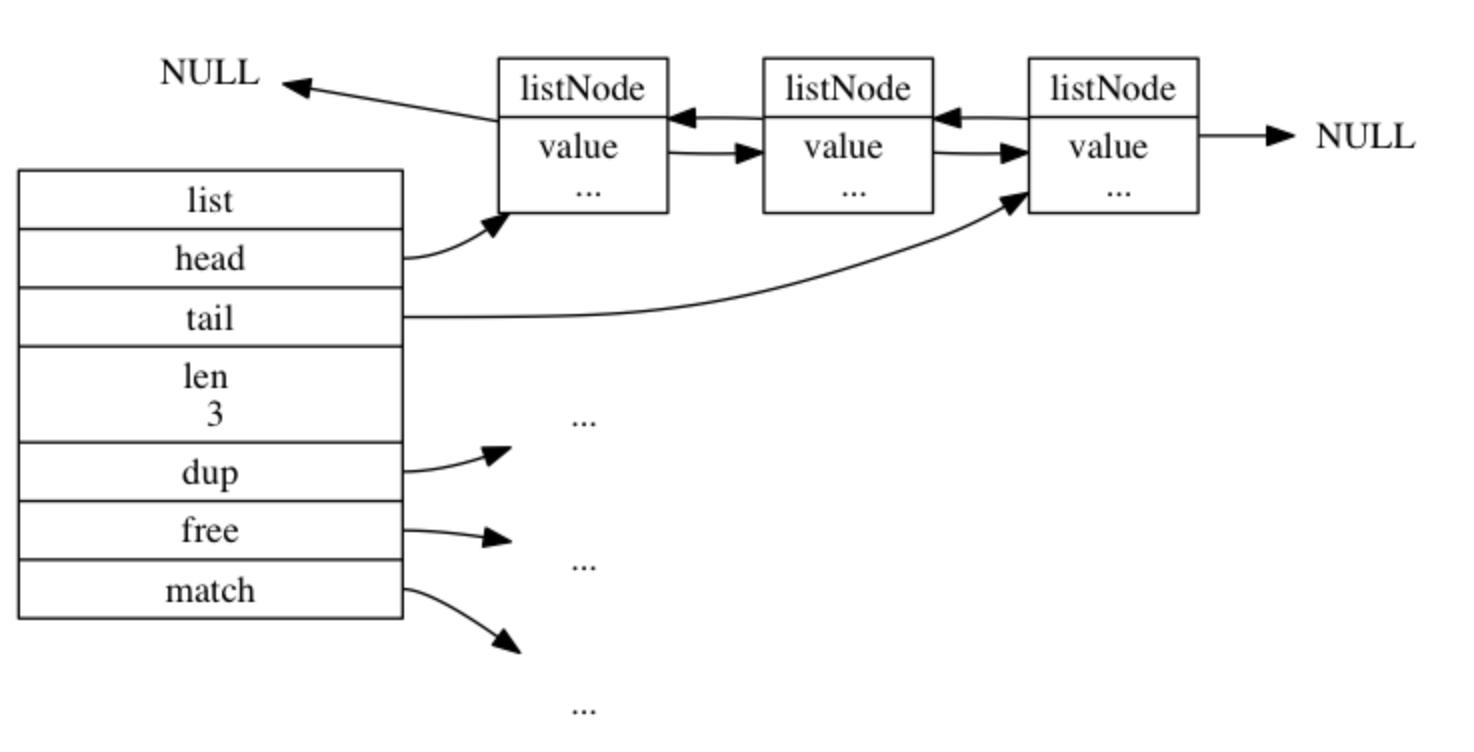 NULL
listNode
value
...
listNode
value
...
listNode
value
...
NULL
list
head
tail
len
3
dup
free
match
...
...
...